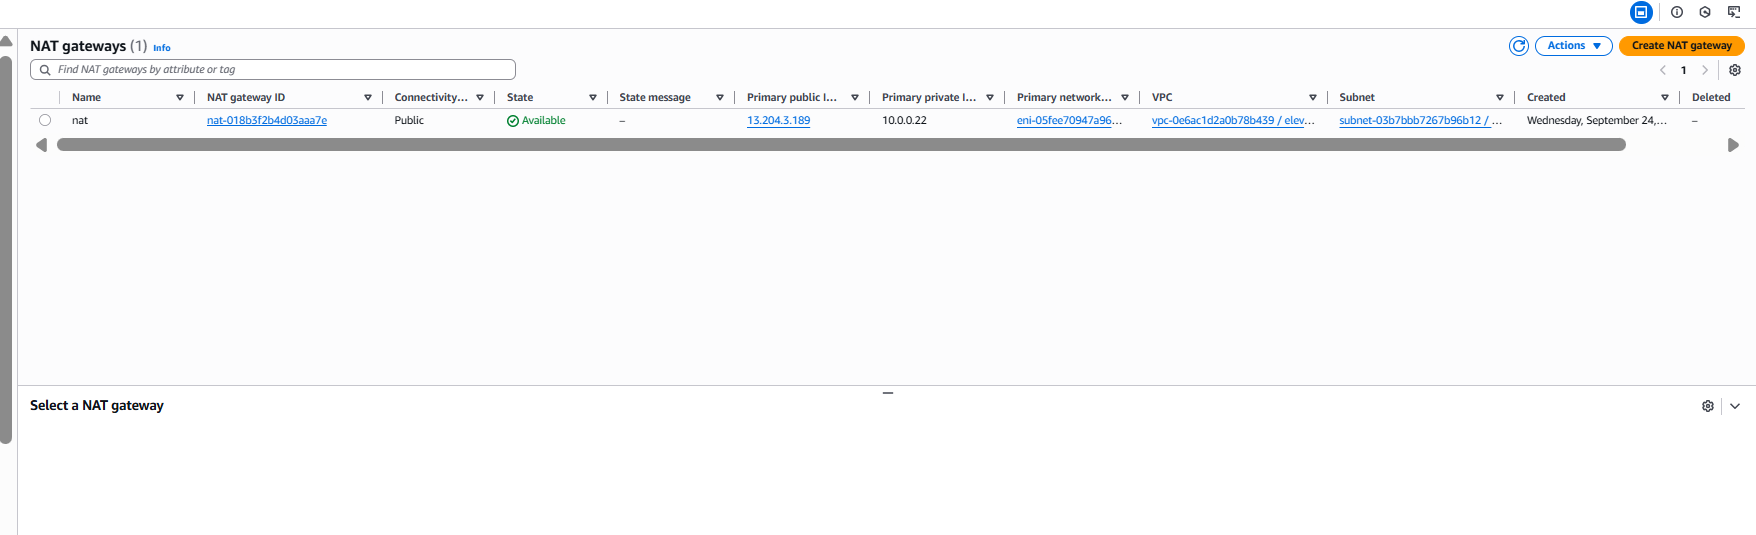 NAT gateways (1) Info
Actions
Create NAT gateway
Find NAT gateways by attribute or tag
1
Name NAT gateway ID Connectivity... State State message Primary public I... Primary private I... Primary network... VPC Subnet Created Deleted
nat nat-018b3f2b4d03aaa7e Public Available – 13.204.3.189 10.0.0.22 eni-05fee70947a96... vpc-0e6ac1d2a0b78b439 / elev... subnet-03b7bbb7267b96b12 / ... Wednesday, September 24,... –
Select a NAT gateway